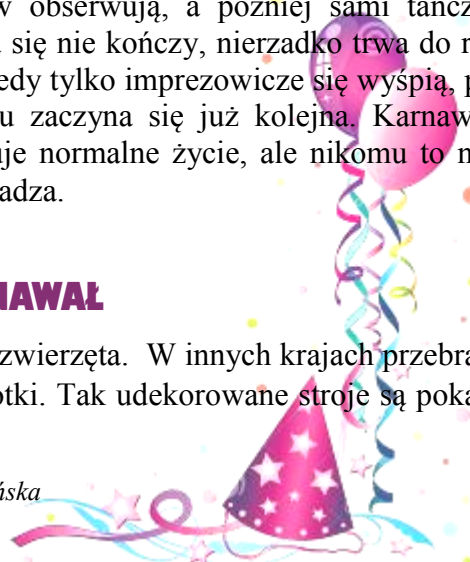 w obserwują, a później sami tańcz
się nie kończy, nierzadko trwa do
edy tylko imprezowicze się wyśpią,
u zaczyna się już kolejna. Karnaw
uje normalne życie, ale nikomu to
adza.
NAWAŁ
zwierzęta. W innych krajach przebra
otki. Tak udekorowane stroje są poka
ńska